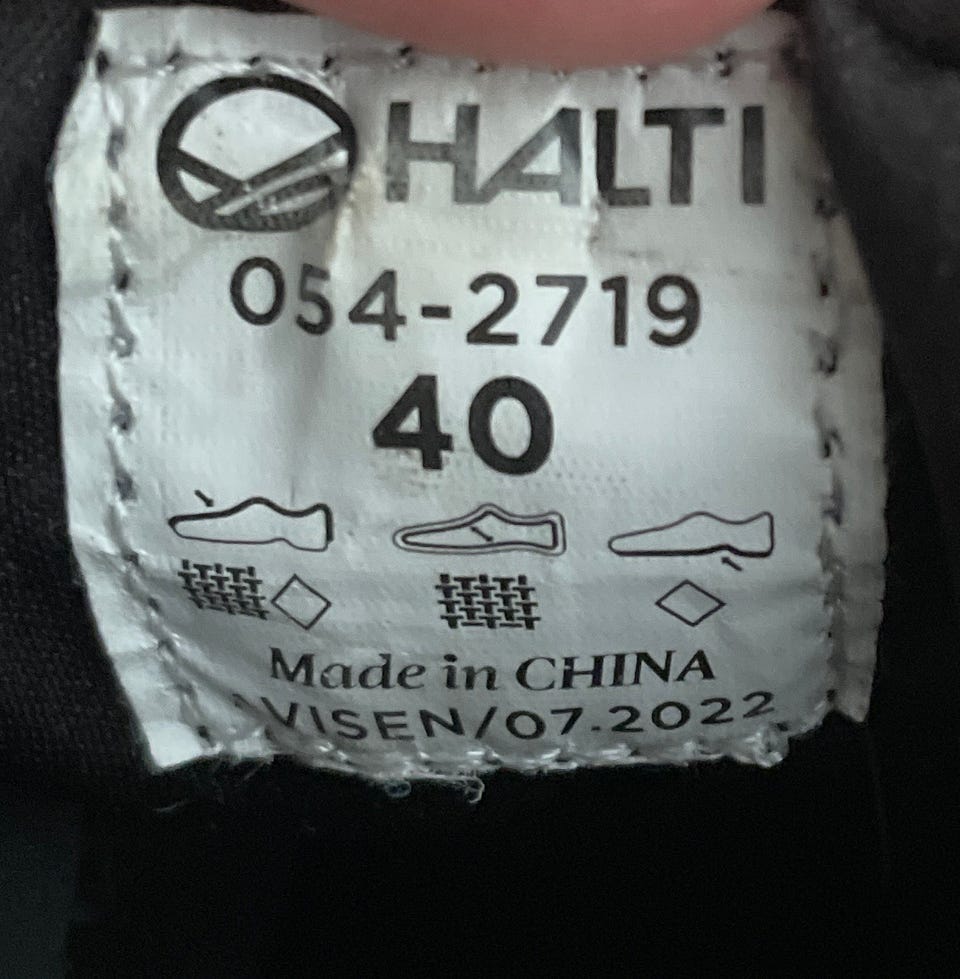 HALTI
054-2719
40
Made in CHINA
VISEN/07.2022